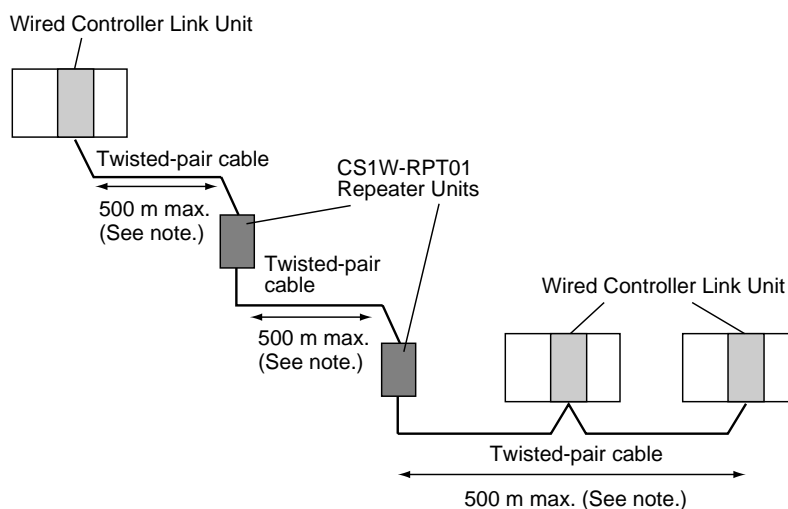 Wired Controller Link Unit
Twisted-pair cable
500 m max.
(See note.)
CS1W-RPT01
Repeater Units
Twisted-pair
cable
500 m max.
(See note.)
Wired Controller Link Unit
Twisted-pair cable
500 m max. (See note.)